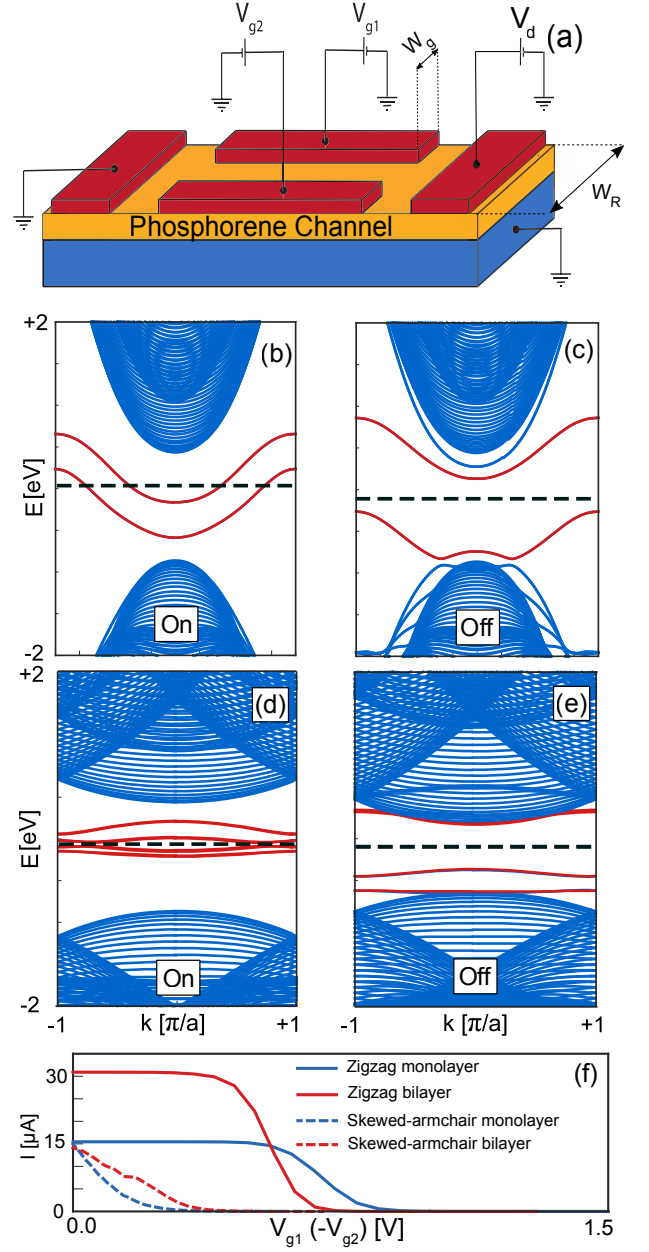 V_g2
V_g1
V_d
(a)
W_g
W_R
Phosphorene Channel
+2
(b)
(c)
E [eV]
On
Off
-2
+2
(d)
(e)
E [eV]
On
Off
-2
-1
k [π/a]
+1
-1
k [π/a]
+1
30
Zigzag monolayer
(f)
Zigzag bilayer
Skewed-armchair monolayer
15
Skewed-armchair bilayer
I [µA]
0
0.0
V_g1 (-V_g2) [V]
1.5